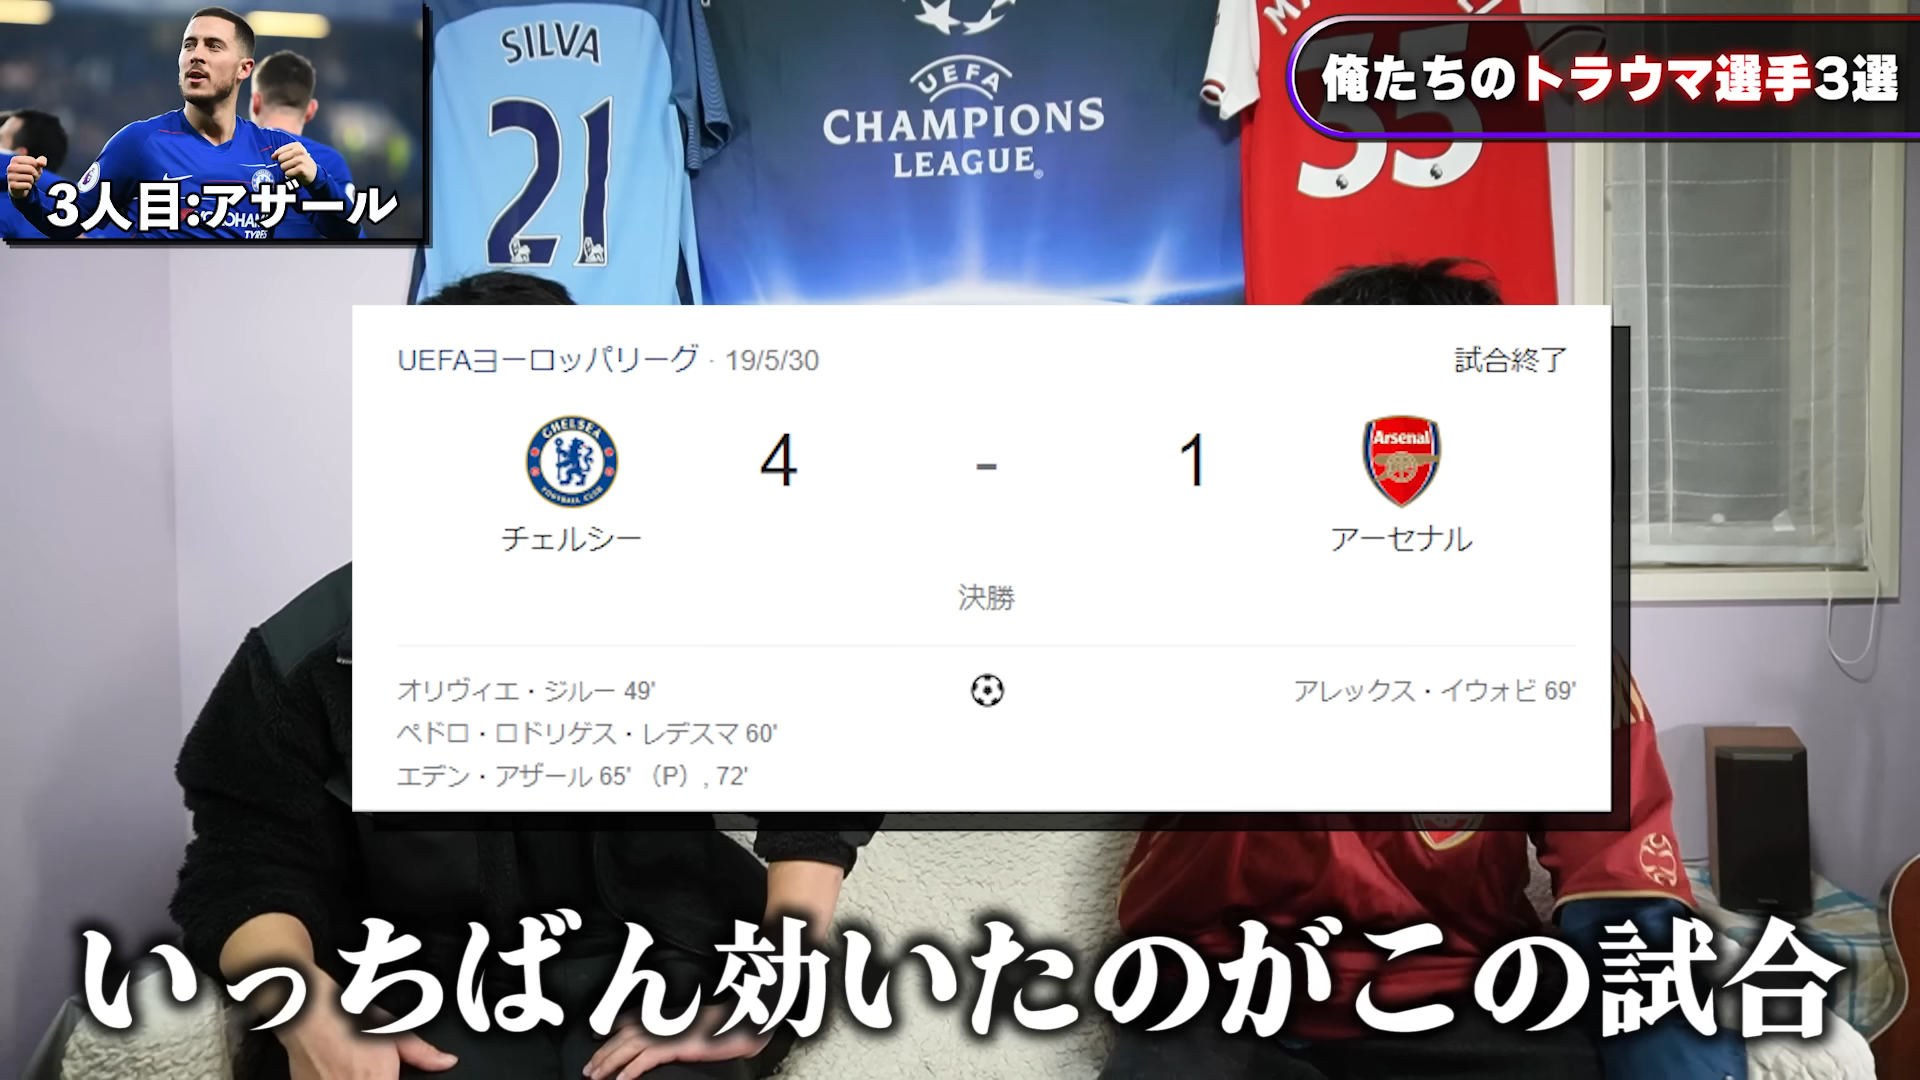 3人目:アザール
SILVA
21
UEFA
CHAMPIONS
LEAGUE
俺たちのトラウマ選手3選
55
UEFAヨーロッパリーグ · 19/5/30
試合終了
CHELSEA
FOOTBALL CLUB
Arsenal
4 - 1
チェルシー
アーセナル
決勝
オリヴィエ・ジルー 49'
アレックス・イウォビ 69'
ペドロ・ロドリゲス・レデスマ 60'
エデン・アザール 65' （P）, 72'
いっちばん効いたのがこの試合